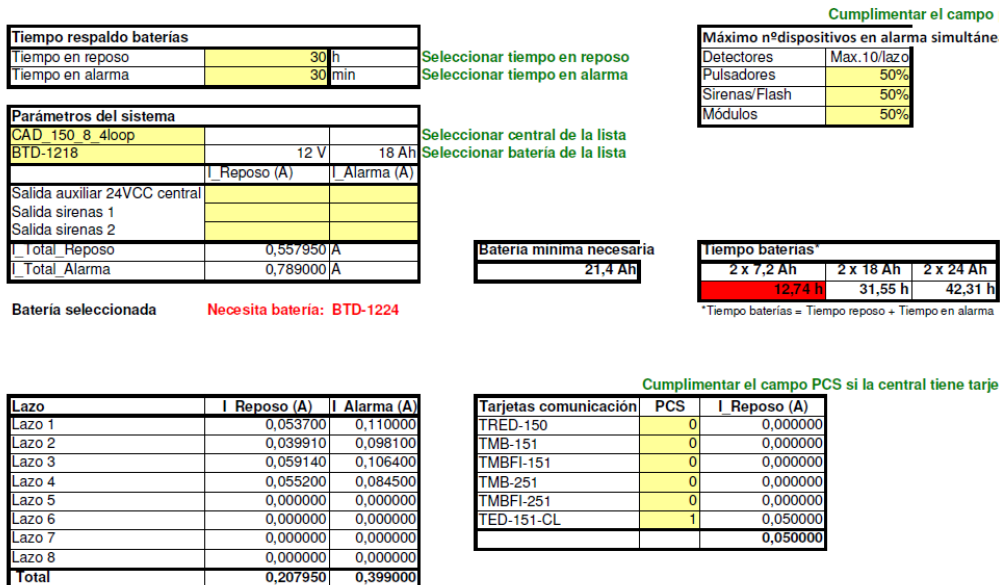 Cumplimentar el campo
Tiempo respaldo baterías
Tiempo en reposo 30 h Seleccionar tiempo en reposo
Tiempo en alarma 30 min Seleccionar tiempo en alarma
Máximo nºdispositivos en alarma simultáne
Detectores Max.10/lazo
Pulsadores 50%
Sirenas/Flash 50%
Módulos 50%
Parámetros del sistema
CAD_150_8_4loop Seleccionar central de la lista
BTD-1218 12 V 18 Ah Seleccionar batería de la lista
I_Reposo (A) I_Alarma (A)
Salida auxiliar 24VCC central
Salida sirenas 1
Salida sirenas 2
I_Total_Reposo 0,557950 A
I_Total_Alarma 0,789000 A
Batería mínima necesaria
21,4 Ah
Tiempo baterías*
2 x 7,2 Ah 2 x 18 Ah 2 x 24 Ah
12,74 h 31,55 h 42,31 h
*Tiempo baterías = Tiempo reposo + Tiempo en alarma
Batería seleccionada Necesita batería: BTD-1224
Cumplimentar el campo PCS si la central tiene tarje
Lazo I_Reposo (A) I_Alarma (A)
Lazo 1 0,053700 0,110000
Lazo 2 0,039910 0,098100
Lazo 3 0,059140 0,106400
Lazo 4 0,055200 0,084500
Lazo 5 0,000000 0,000000
Lazo 6 0,000000 0,000000
Lazo 7 0,000000 0,000000
Lazo 8 0,000000 0,000000
Total 0,207950 0,399000
Tarjetas comunicación PCS I_Reposo (A)
TRED-150 0 0,000000
TMB-151 0 0,000000
TMBFI-151 0 0,000000
TMB-251 0 0,000000
TMBFI-251 0 0,000000
TED-151-CL 1 0,050000
0,050000